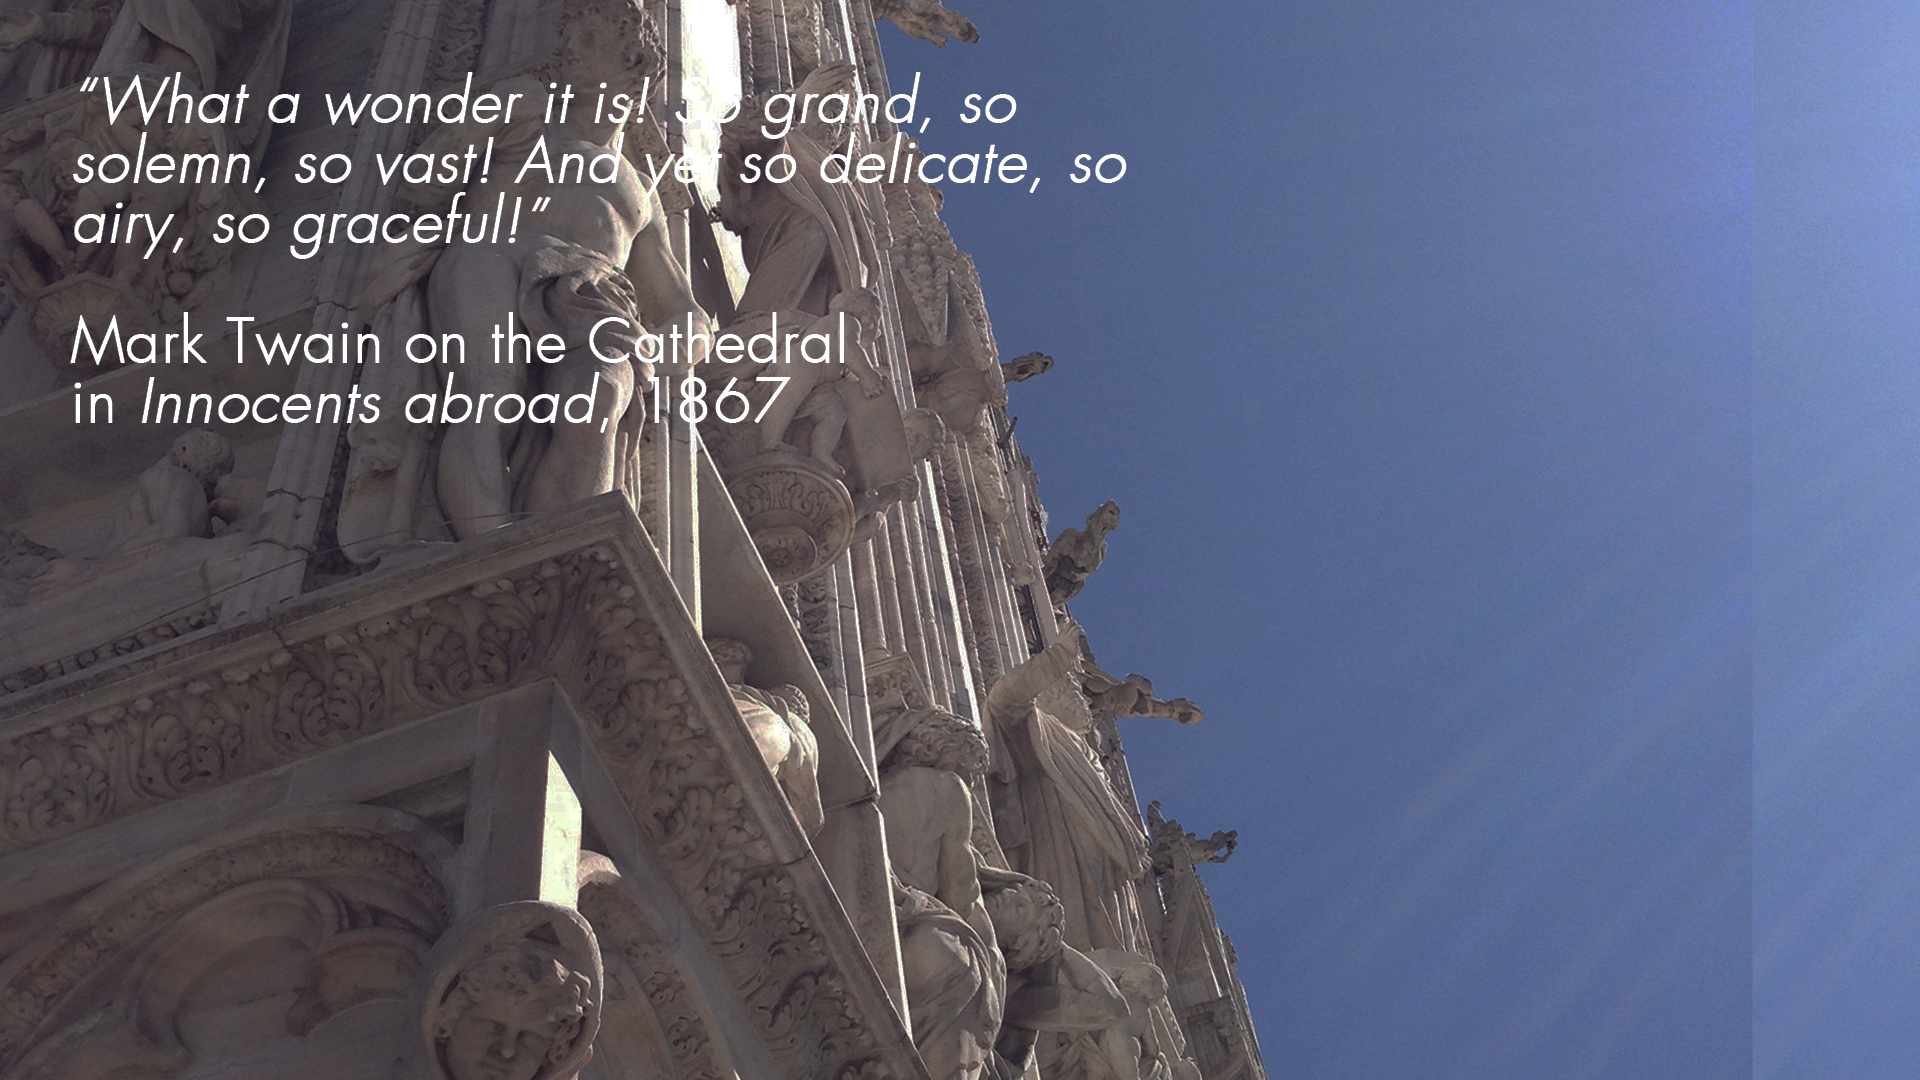 “What a wonder it is! So grand, so
solemn, so vast! And yet so delicate, so
airy, so graceful!”
Mark Twain on the Cathedral
in Innocents abroad, 1867